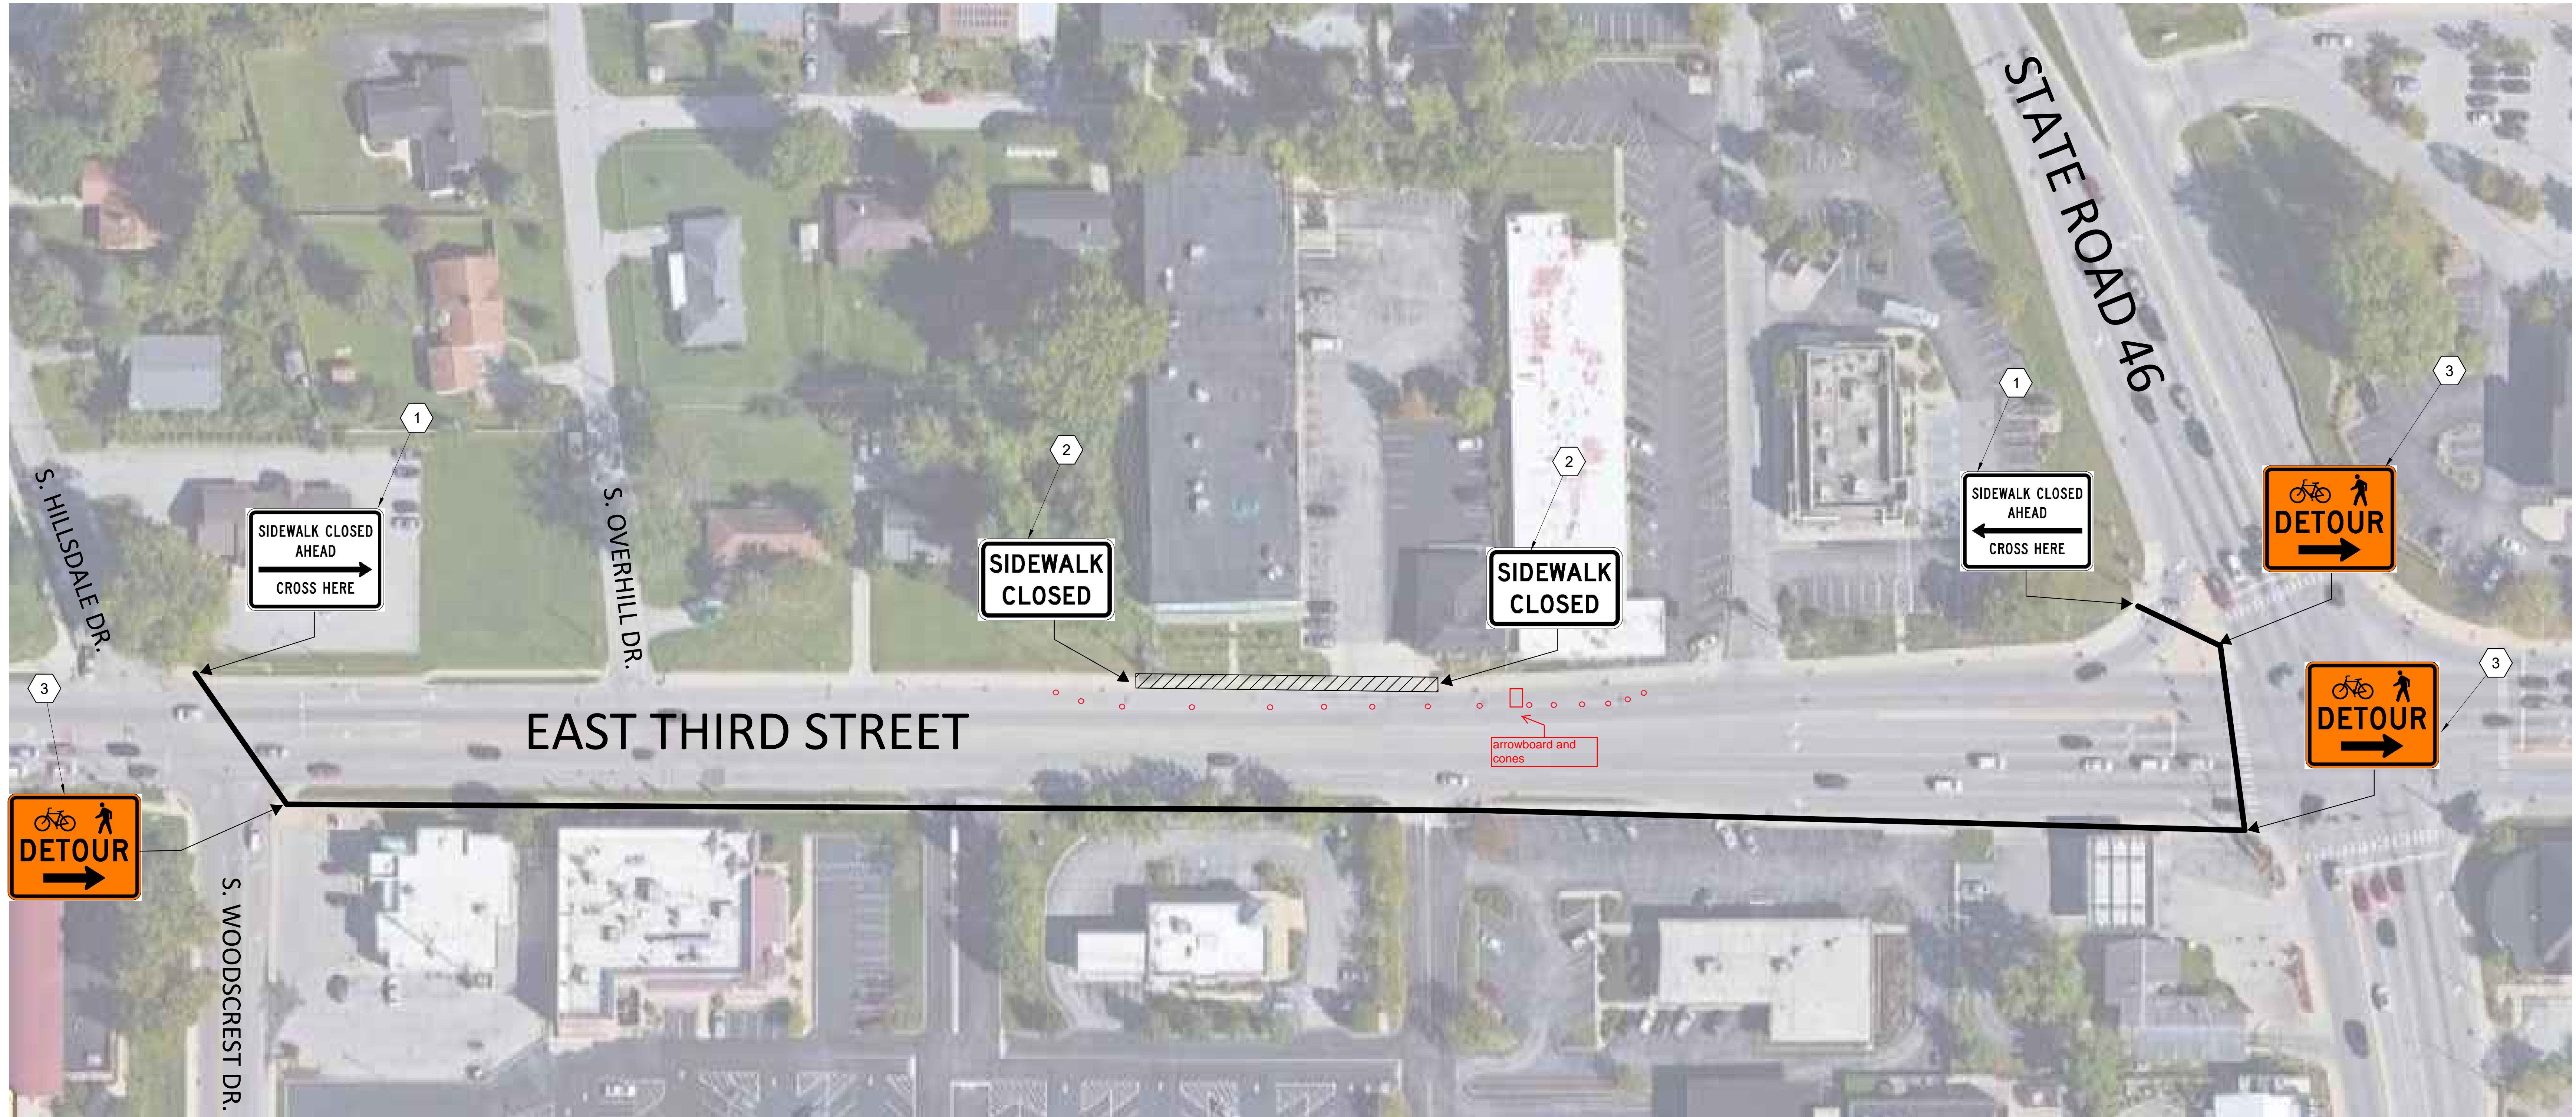 STATE ROAD 46
3
1
1
2
2
S. HILLSDALE DR.
SIDEWALK CLOSED
AHEAD
CROSS HERE
S. OVERHILL DR.
SIDEWALK
CLOSED
SIDEWALK
CLOSED
SIDEWALK CLOSED
AHEAD
CROSS HERE
DETOUR
3
3
EAST THIRD STREET
arrowboard and
cones
DETOUR
DETOUR
S. WOODSCREST DR.